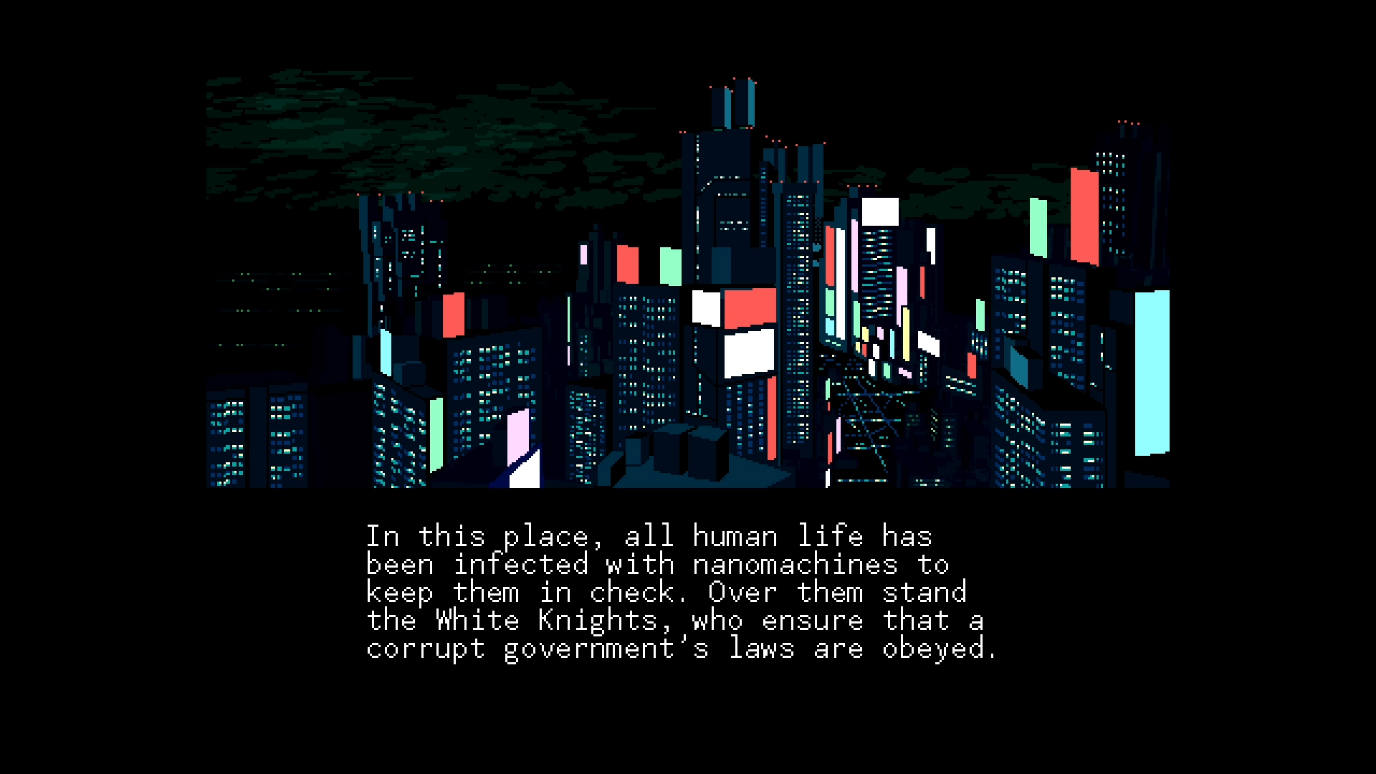 In this place, all human life has
been infected with nanomachines to
keep them in check. Over them stand
the White Knights, who ensure that a
corrupt government's laws are obeyed.